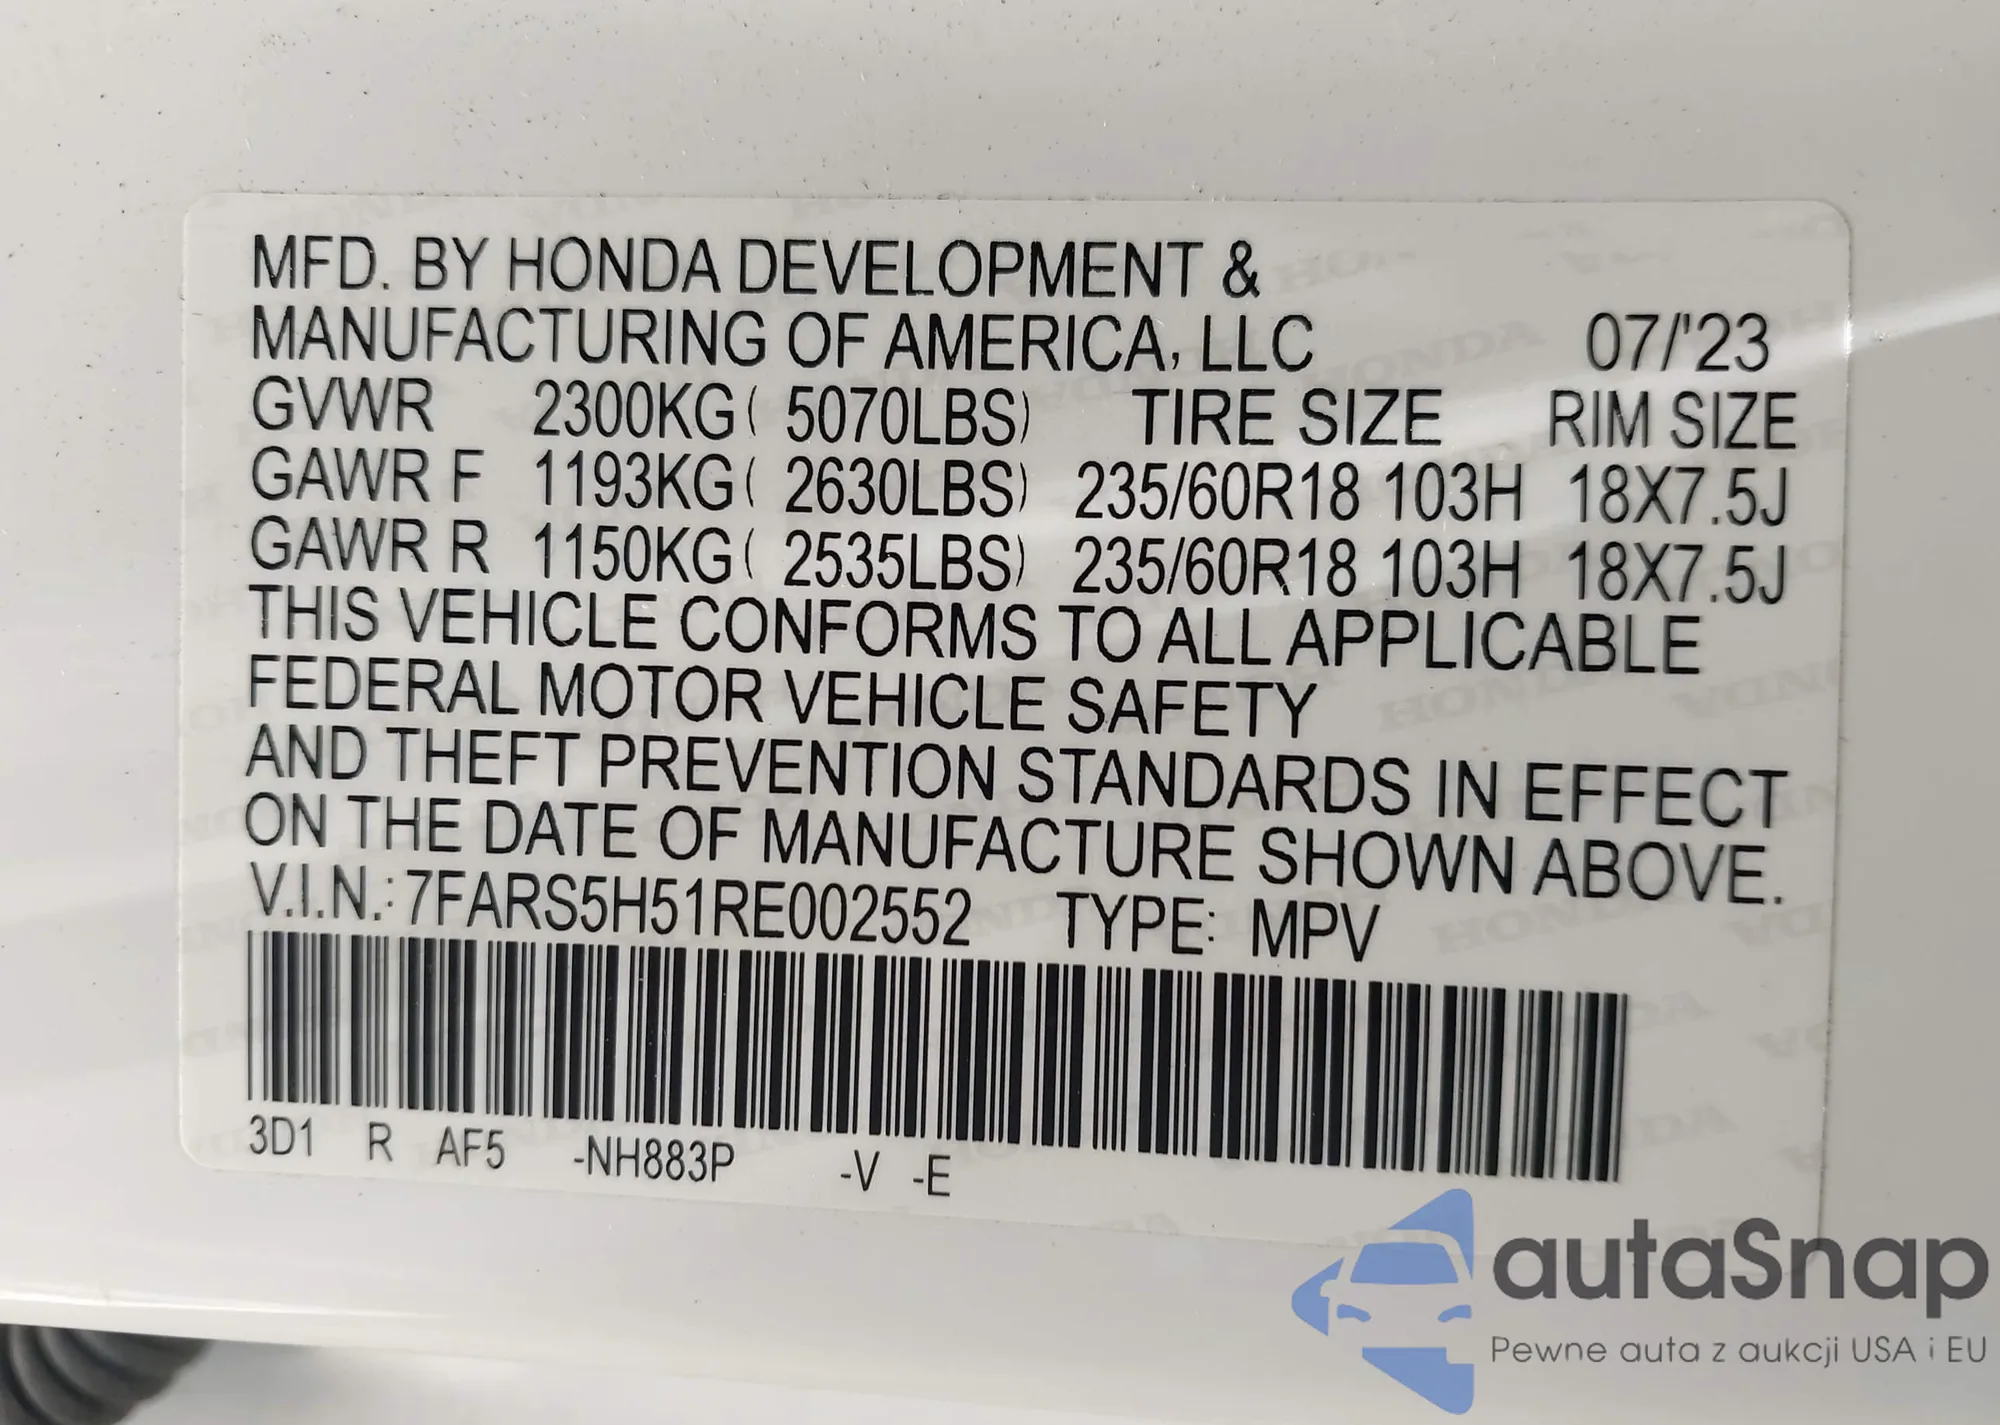 MFD. BY HONDA DEVELOPMENT &
MANUFACTURING OF AMERICA, LLC 07/'23
GVWR 2300KG( 5070LBS) TIRE SIZE RIM SIZE
GAWR F 1193KG( 2630LBS) 235/60R18 103H 18X7.5J
GAWR R 1150KG( 2535LBS) 235/60R18 103H 18X7.5J
THIS VEHICLE CONFORMS TO ALL APPLICABLE
FEDERAL MOTOR VEHICLE SAFETY
AND THEFT PREVENTION STANDARDS IN EFFECT
ON THE DATE OF MANUFACTURE SHOWN ABOVE.
V.I.N.: 7FARS5H51RE002552 TYPE: MPV
3D1 R AF5 -NH883P -V -E
autaSnap
Pewne auta z aukcji USA i EU